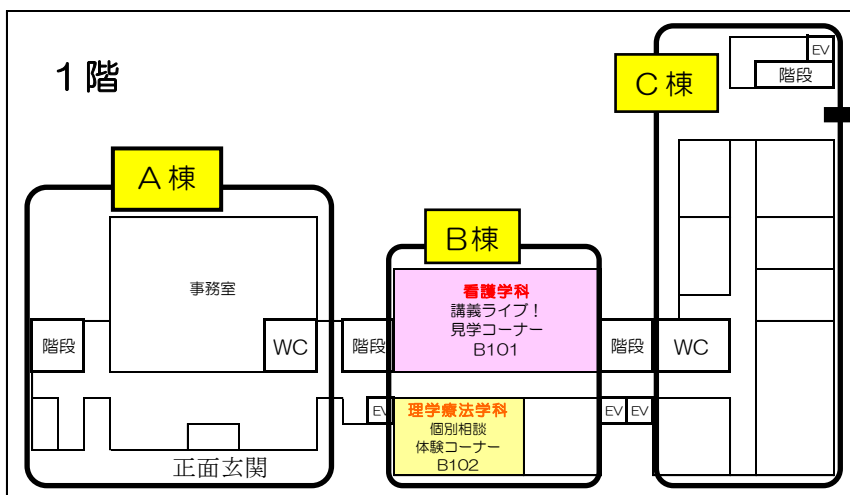 1階
A棟
B棟
C棟
EV
階段
事務室
階段
WC
階段
看護学科
講義ライブ！
見学コーナー
B101
階段
WC
EV
理学療法学科
個別相談
体験コーナー
B102
EV
EV
正面玄関